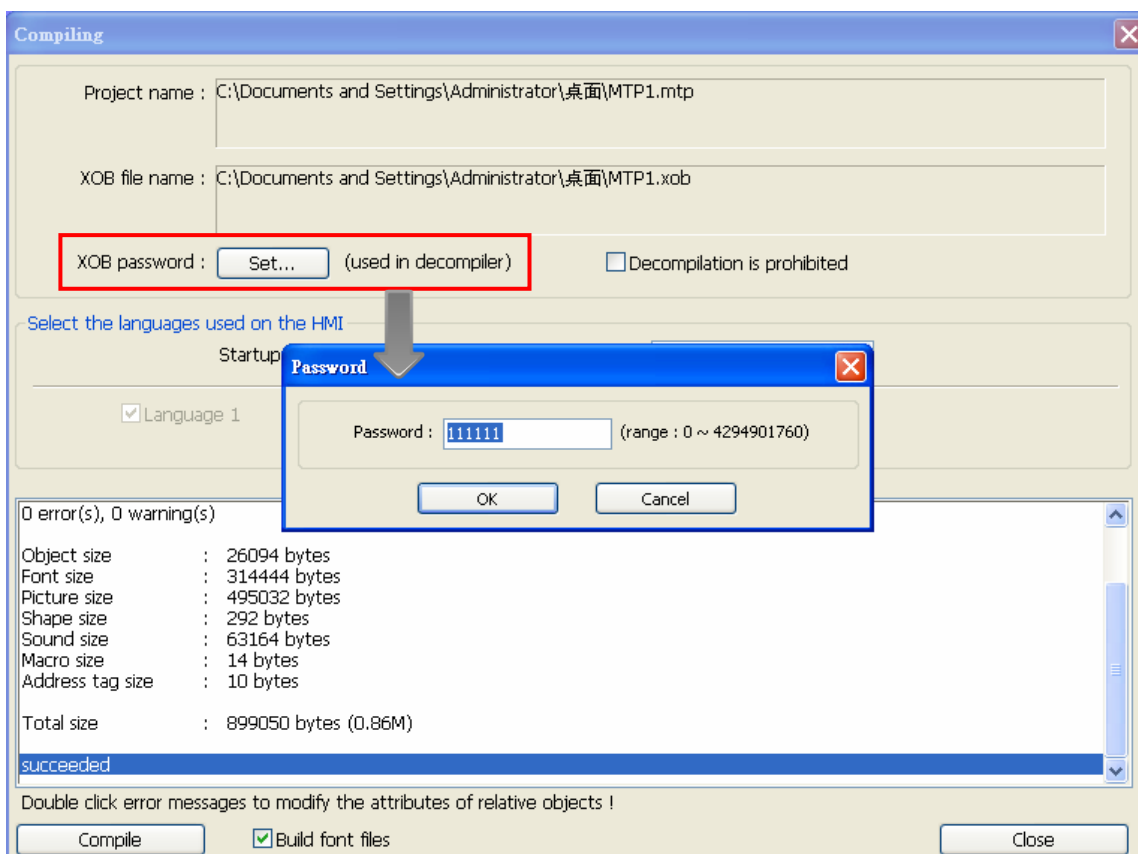 Compiling
Project name : C:\Documents and Settings\Administrator\桌面\MTP1.mtp
XOB file name : C:\Documents and Settings\Administrator\桌面\MTP1.xob
XOB password : Set... (used in decompiler) Decompilation is prohibited
Select the languages used on the HMI
Startup
Password
Language 1
Password : 111111 (range : 0 ~ 4294901760)
OK Cancel
0 error(s), 0 warning(s)
Object size : 26094 bytes
Font size : 314444 bytes
Picture size : 495032 bytes
Shape size : 292 bytes
Sound size : 63164 bytes
Macro size : 14 bytes
Address tag size : 10 bytes
Total size : 899050 bytes (0.86M)
succeeded
Double click error messages to modify the attributes of relative objects !
Compile Build font files Close